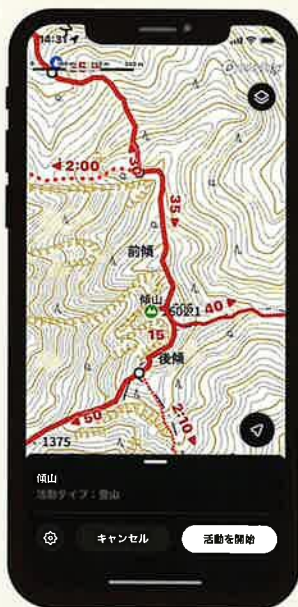 14:31
◀2:00
30
35▶
前傾
傾山
1602.1
40▶
15
後傾
◀50
2:10▶
1375
傾山
活動タイプ：登山
キャンセル
活動を開始